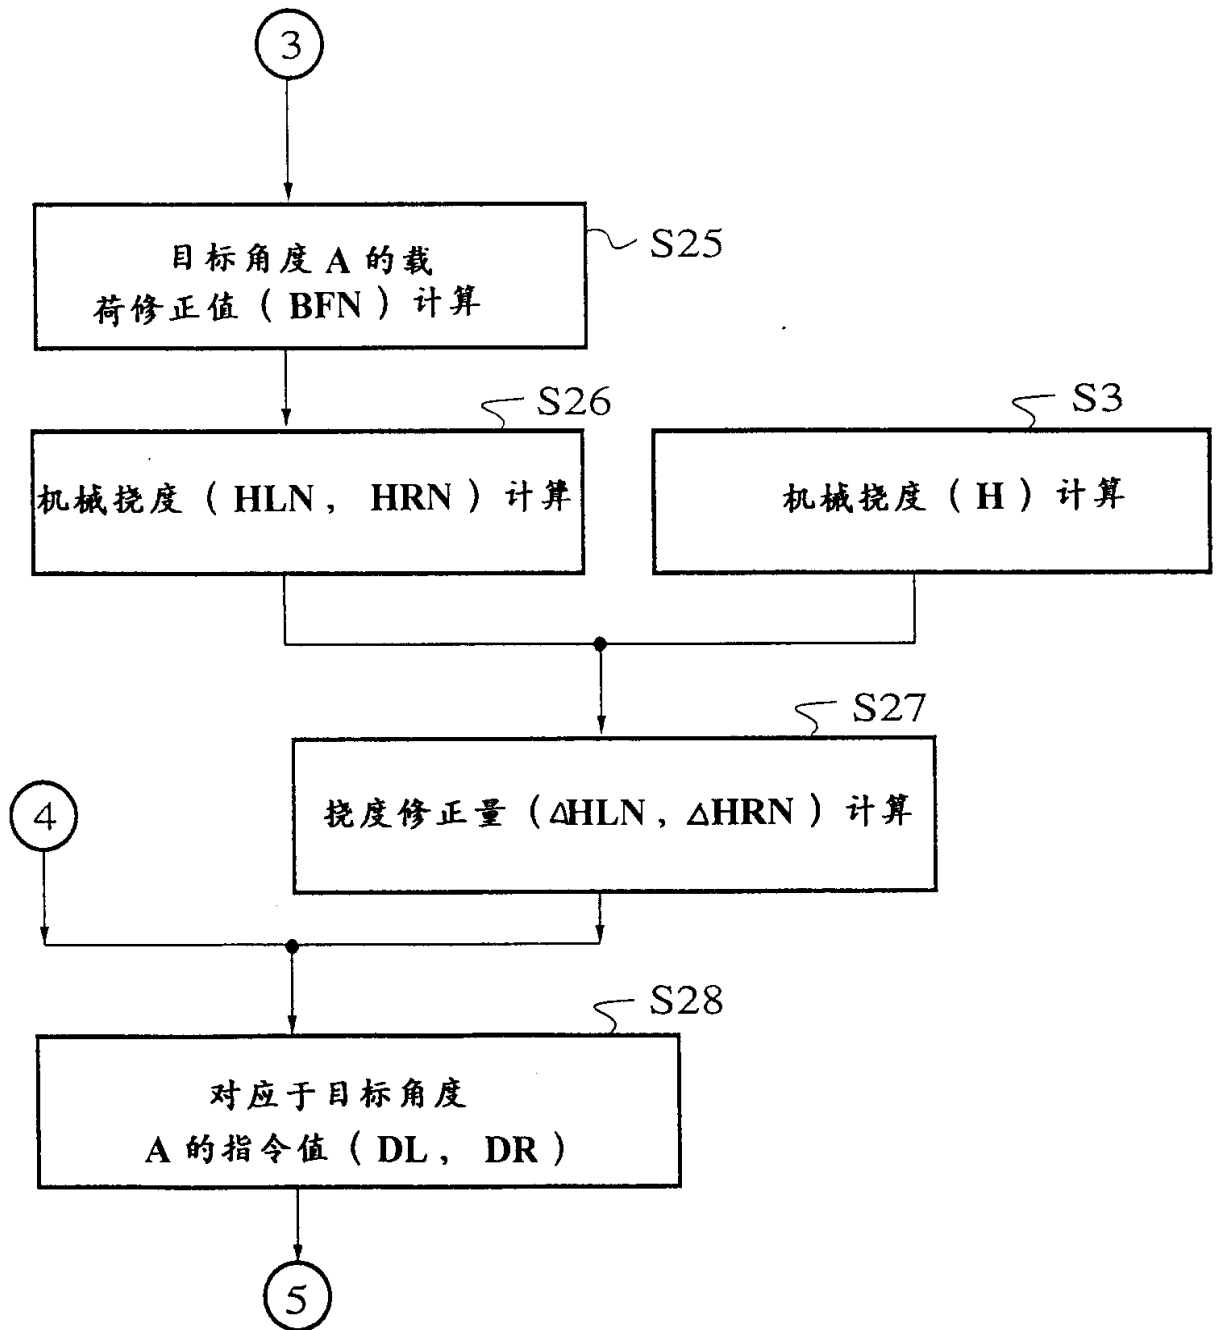 3
目标角度 A 的载
荷修正值(BFN)计算
S25
S26
机械挠度(HLN, HRN)计算
S3
机械挠度(H)计算
S27
挠度修正量(△HLN, △HRN)计算
4
S28
对应于目标角度
A 的指令值(DL, DR)
5